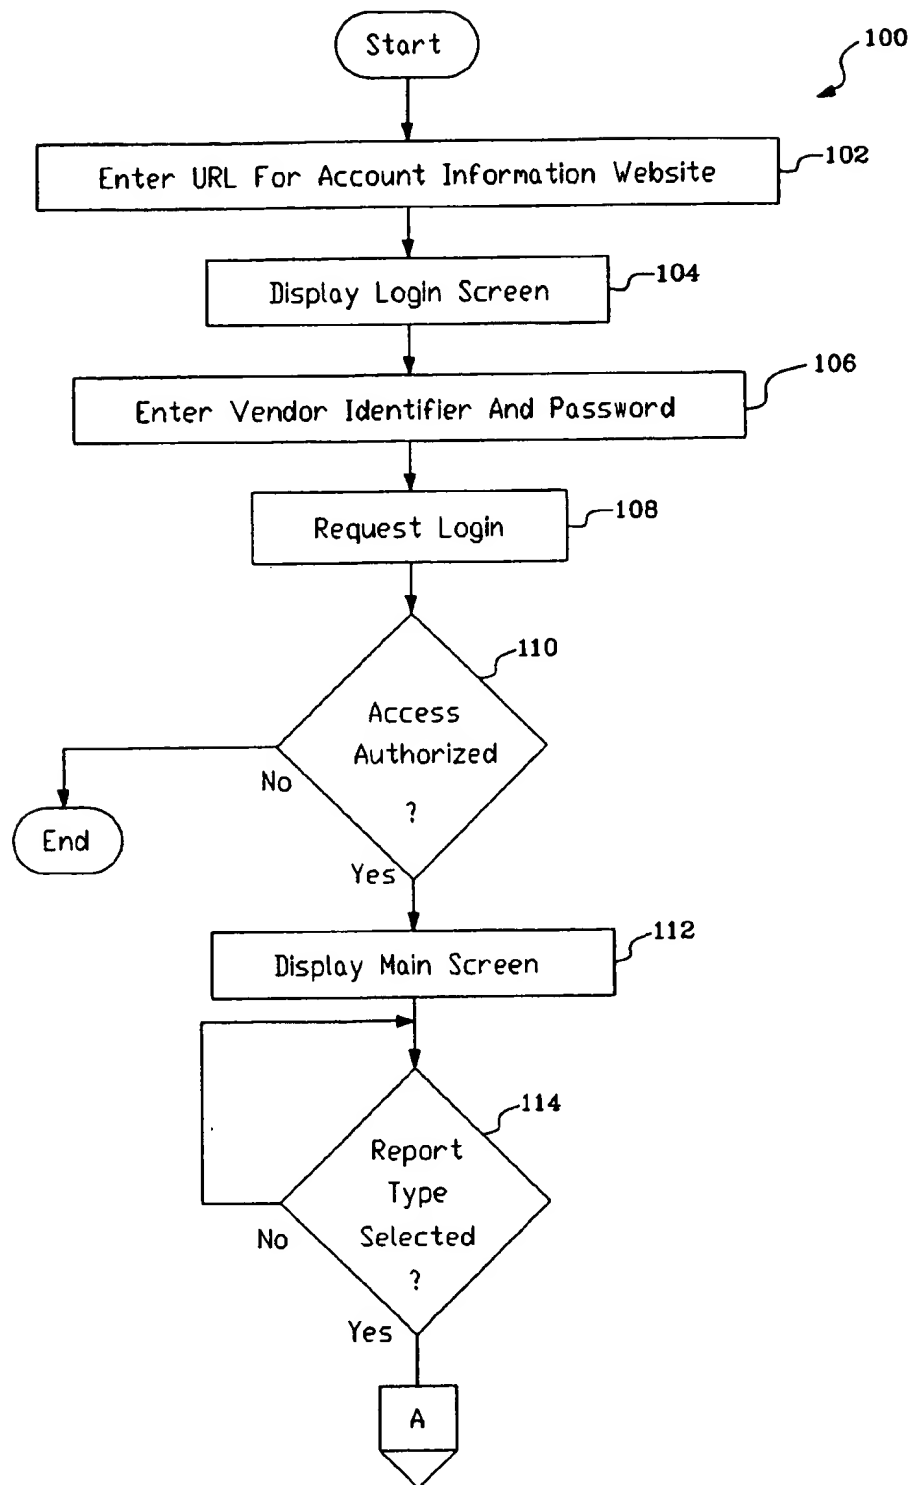 Start
100
Enter URL For Account Information Website
102
Display Login Screen
104
Enter Vendor Identifier And Password
106
Request Login
108
110
Access
Authorized
?
No
End
Yes
Display Main Screen
112
114
Report
Type
Selected
?
No
Yes
A